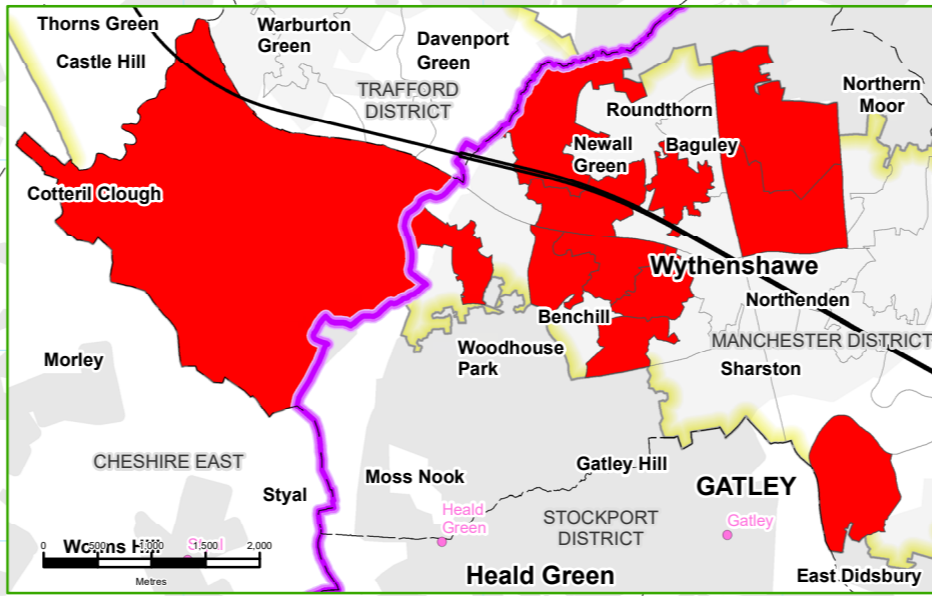 Thorns Green
Warburton
Green
Davenport
Green
Castle Hill
TRAFFORD
DISTRICT
Northern
Moor
Roundthorn
Newall
Green
Baguley
Cotteril Clough
Wythenshawe
Northenden
Benchill
MANCHESTER DISTRICT
Woodhouse
Park
Sharston
Morley
CHESHIRE EAST
Gatley Hill
Moss Nook
GATLEY
Styal
Heald
Green
STOCKPORT
DISTRICT
Gatley
0 500 1,000 1,500 2,000
Metres
Heald Green
East Didsbury